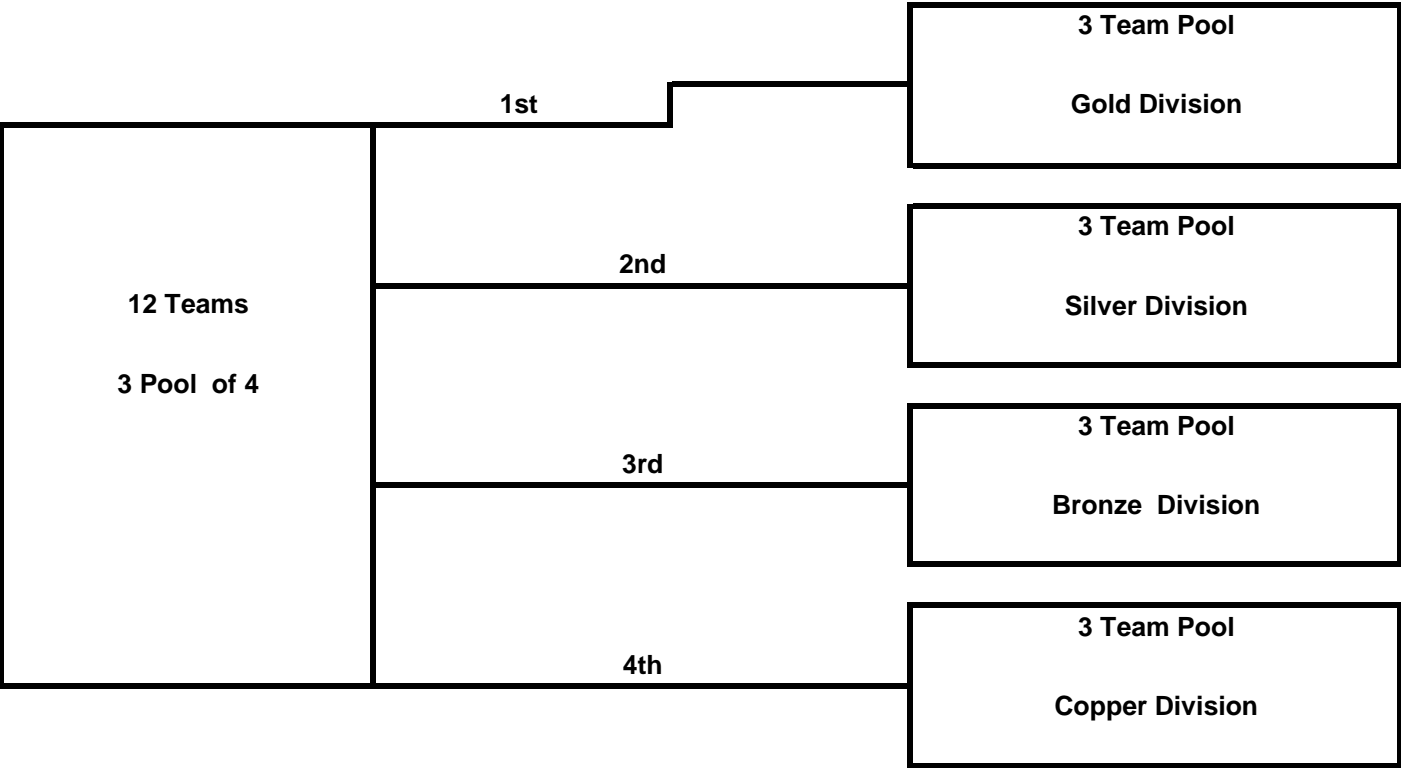 3 Team Pool
1st
Gold Division
3 Team Pool
2nd
12 Teams
Silver Division
3 Pool  of 4
3 Team Pool
3rd
Bronze  Division
3 Team Pool
4th
Copper Division